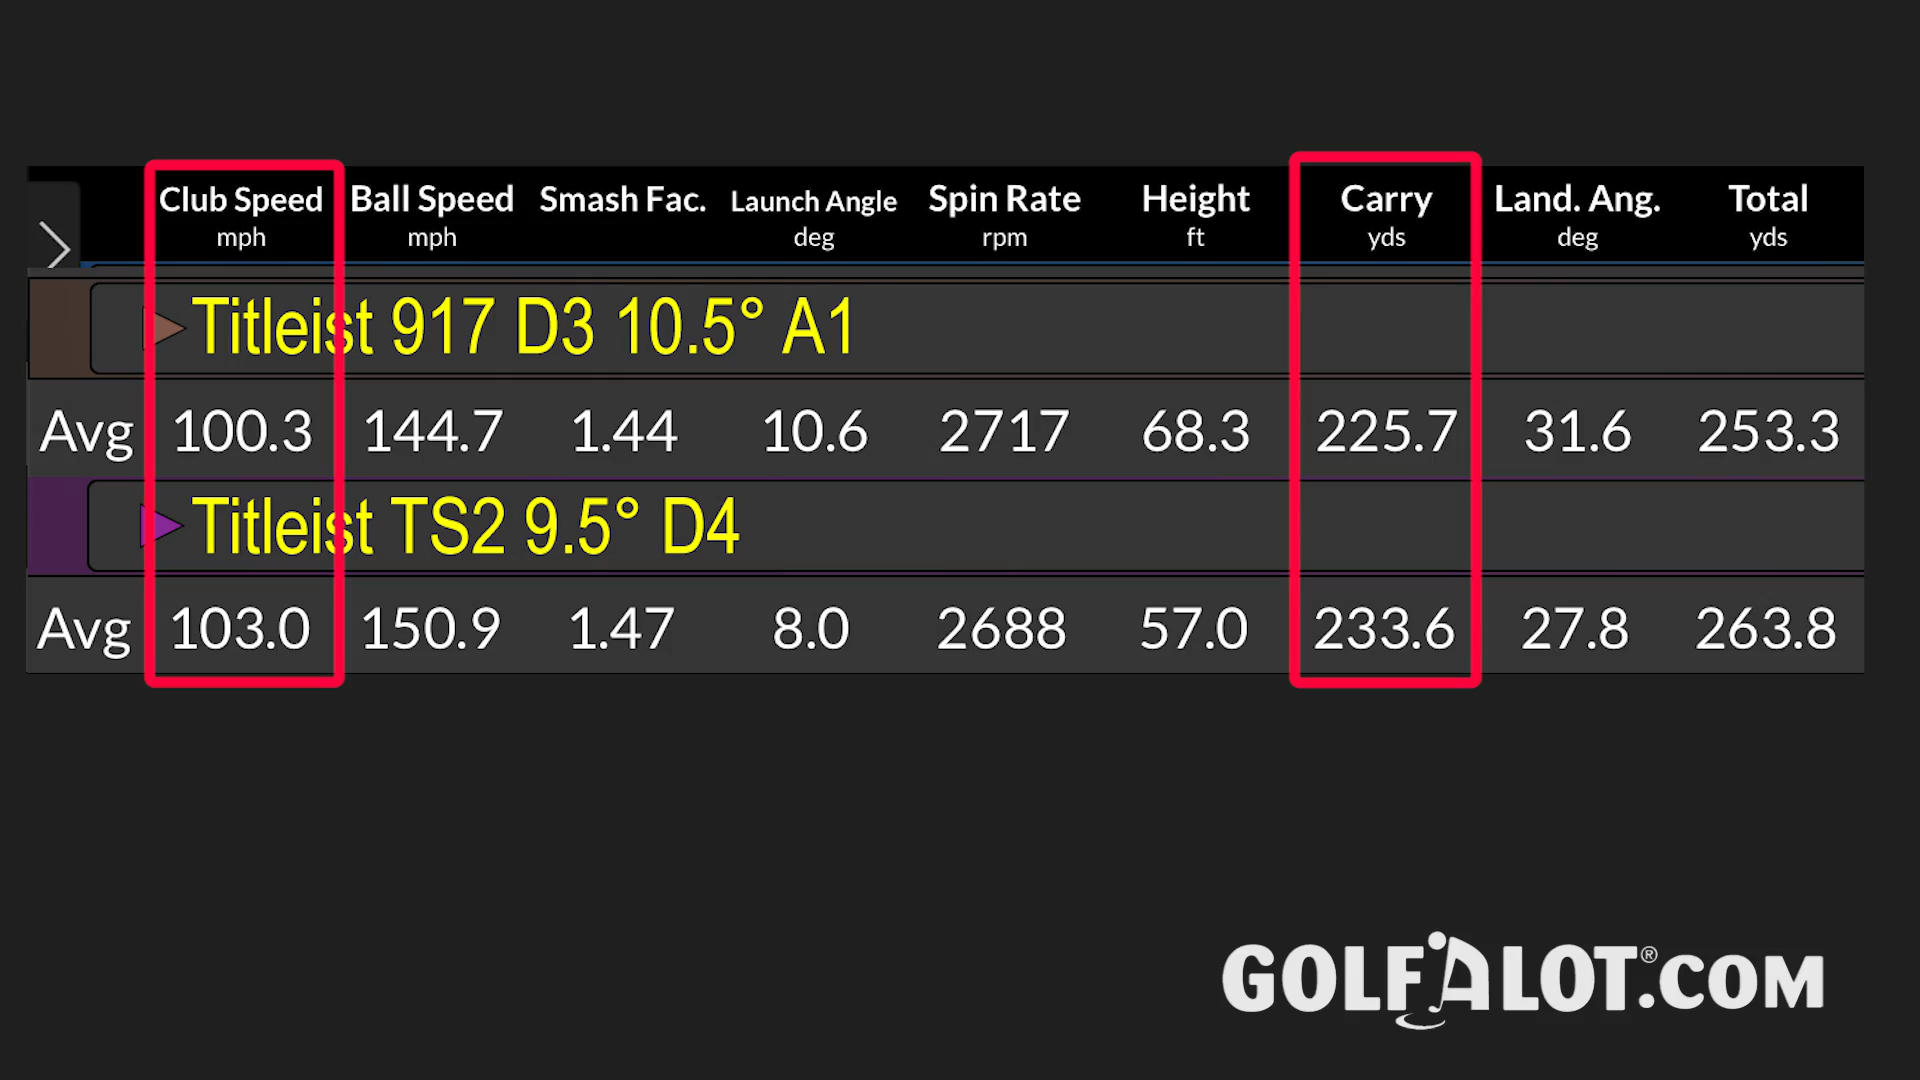 Club Speed Ball Speed Smash Fac. Launch Angle Spin Rate Height Carry Land. Ang. Total
mph mph deg rpm ft yds deg yds
Titleist 917 D3 10.5° A1
Avg 100.3 144.7 1.44 10.6 2717 68.3 225.7 31.6 253.3
Titleist TS2 9.5° D4
Avg 103.0 150.9 1.47 8.0 2688 57.0 233.6 27.8 263.8
GOLFALOT®.COM